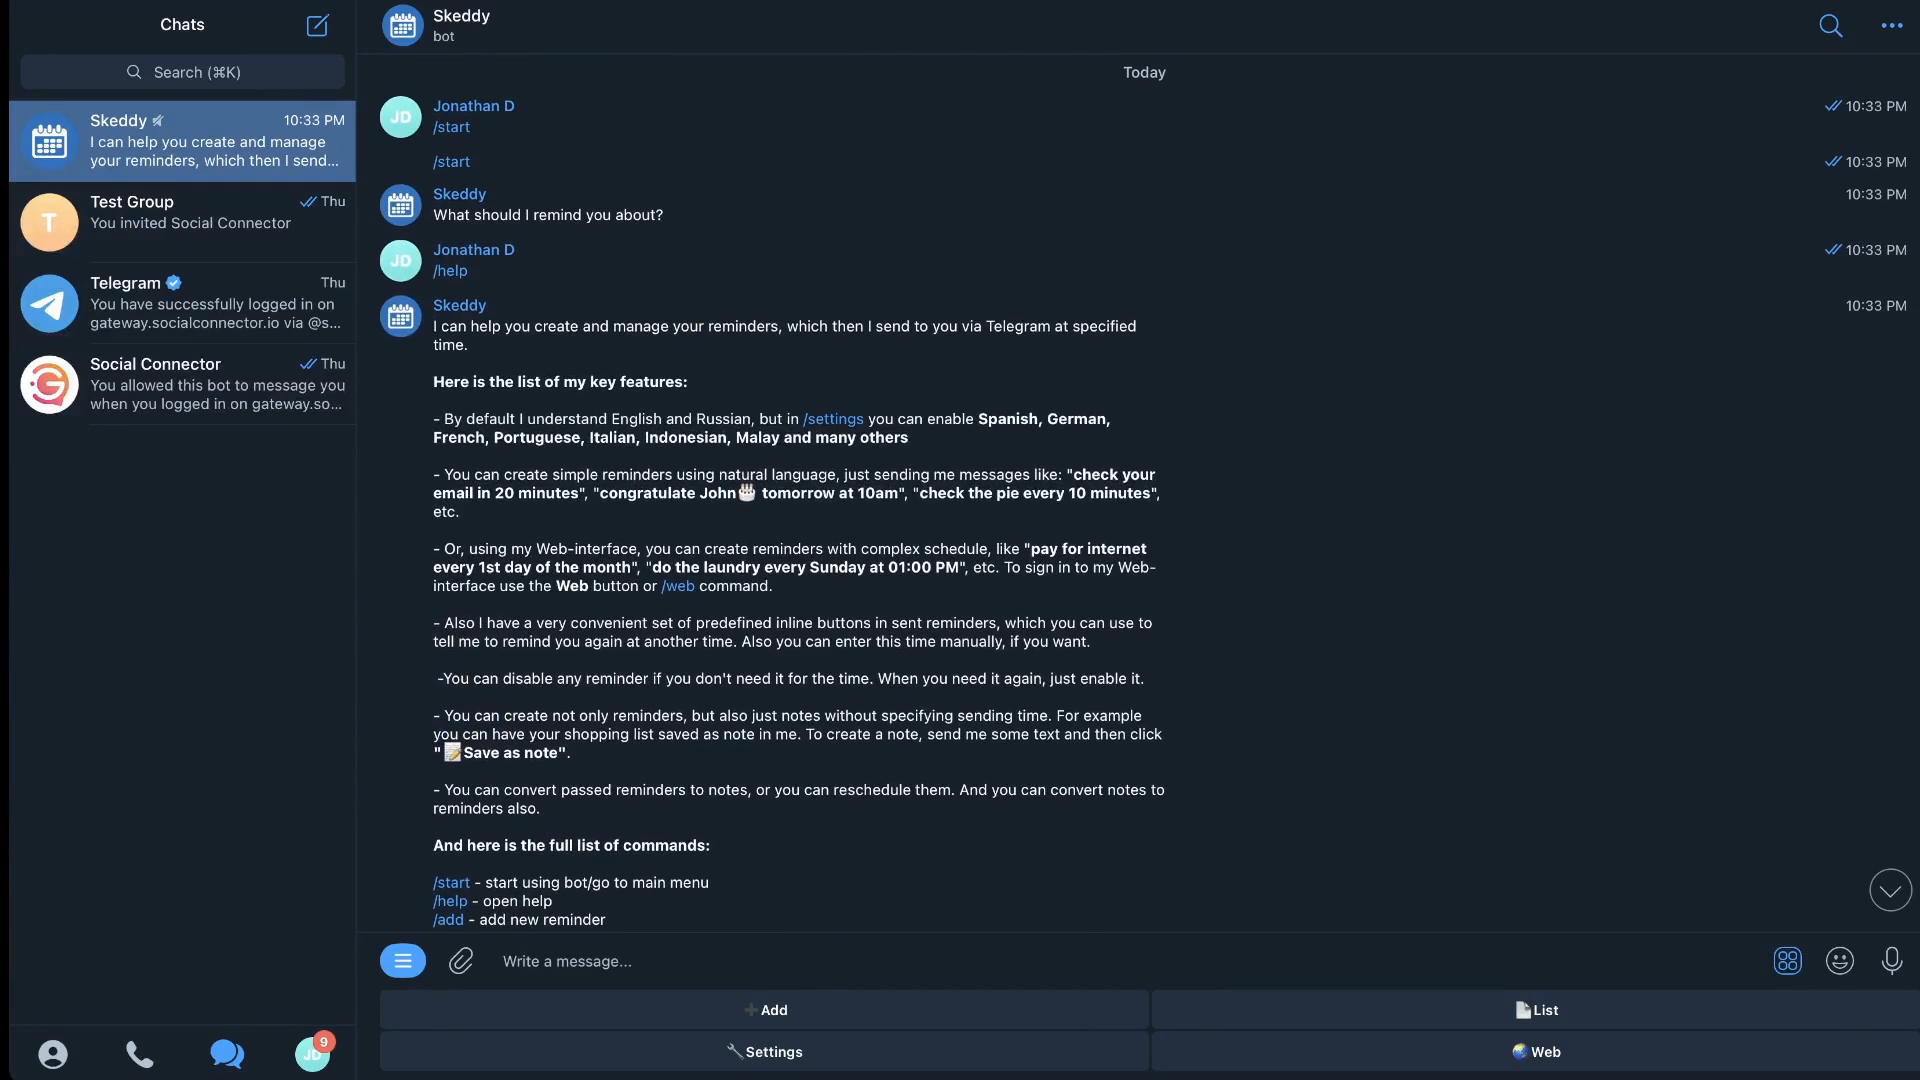 Chats
Search (⌘K)
Skeddy
10:33 PM
I can help you create and manage
your reminders, which then I send...
T
Test Group
Thu
You invited Social Connector
Telegram
Thu
You have successfully logged in on
gateway.socialconnector.io via @s...
Social Connector
Thu
You allowed this bot to message you
when you logged in on gateway.so...
JD
9
Skeddy
bot
Today
JD
Jonathan D
10:33 PM
/start
/start
10:33 PM
Skeddy
10:33 PM
What should I remind you about?
JD
Jonathan D
10:33 PM
/help
Skeddy
10:33 PM
I can help you create and manage your reminders, which then I send to you via Telegram at specified
time.
Here is the list of my key features:
- By default I understand English and Russian, but in /settings you can enable Spanish, German,
French, Portuguese, Italian, Indonesian, Malay and many others
- You can create simple reminders using natural language, just sending me messages like: "check your
email in 20 minutes", "congratulate John🎂 tomorrow at 10am", "check the pie every 10 minutes",
etc.
- Or, using my Web-interface, you can create reminders with complex schedule, like "pay for internet
every 1st day of the month", "do the laundry every Sunday at 01:00 PM", etc. To sign in to my Web-
interface use the Web button or /web command.
- Also I have a very convenient set of predefined inline buttons in sent reminders, which you can use to
tell me to remind you again at another time. Also you can enter this time manually, if you want.
-You can disable any reminder if you don't need it for the time. When you need it again, just enable it.
- You can create not only reminders, but also just notes without specifying sending time. For example
you can have your shopping list saved as note in me. To create a note, send me some text and then click
"📝Save as note".
- You can convert passed reminders to notes, or you can reschedule them. And you can convert notes to
reminders also.
And here is the full list of commands:
/start - start using bot/go to main menu
/help - open help
/add - add new reminder
Write a message...
➕Add
📄List
🔧Settings
🌏Web